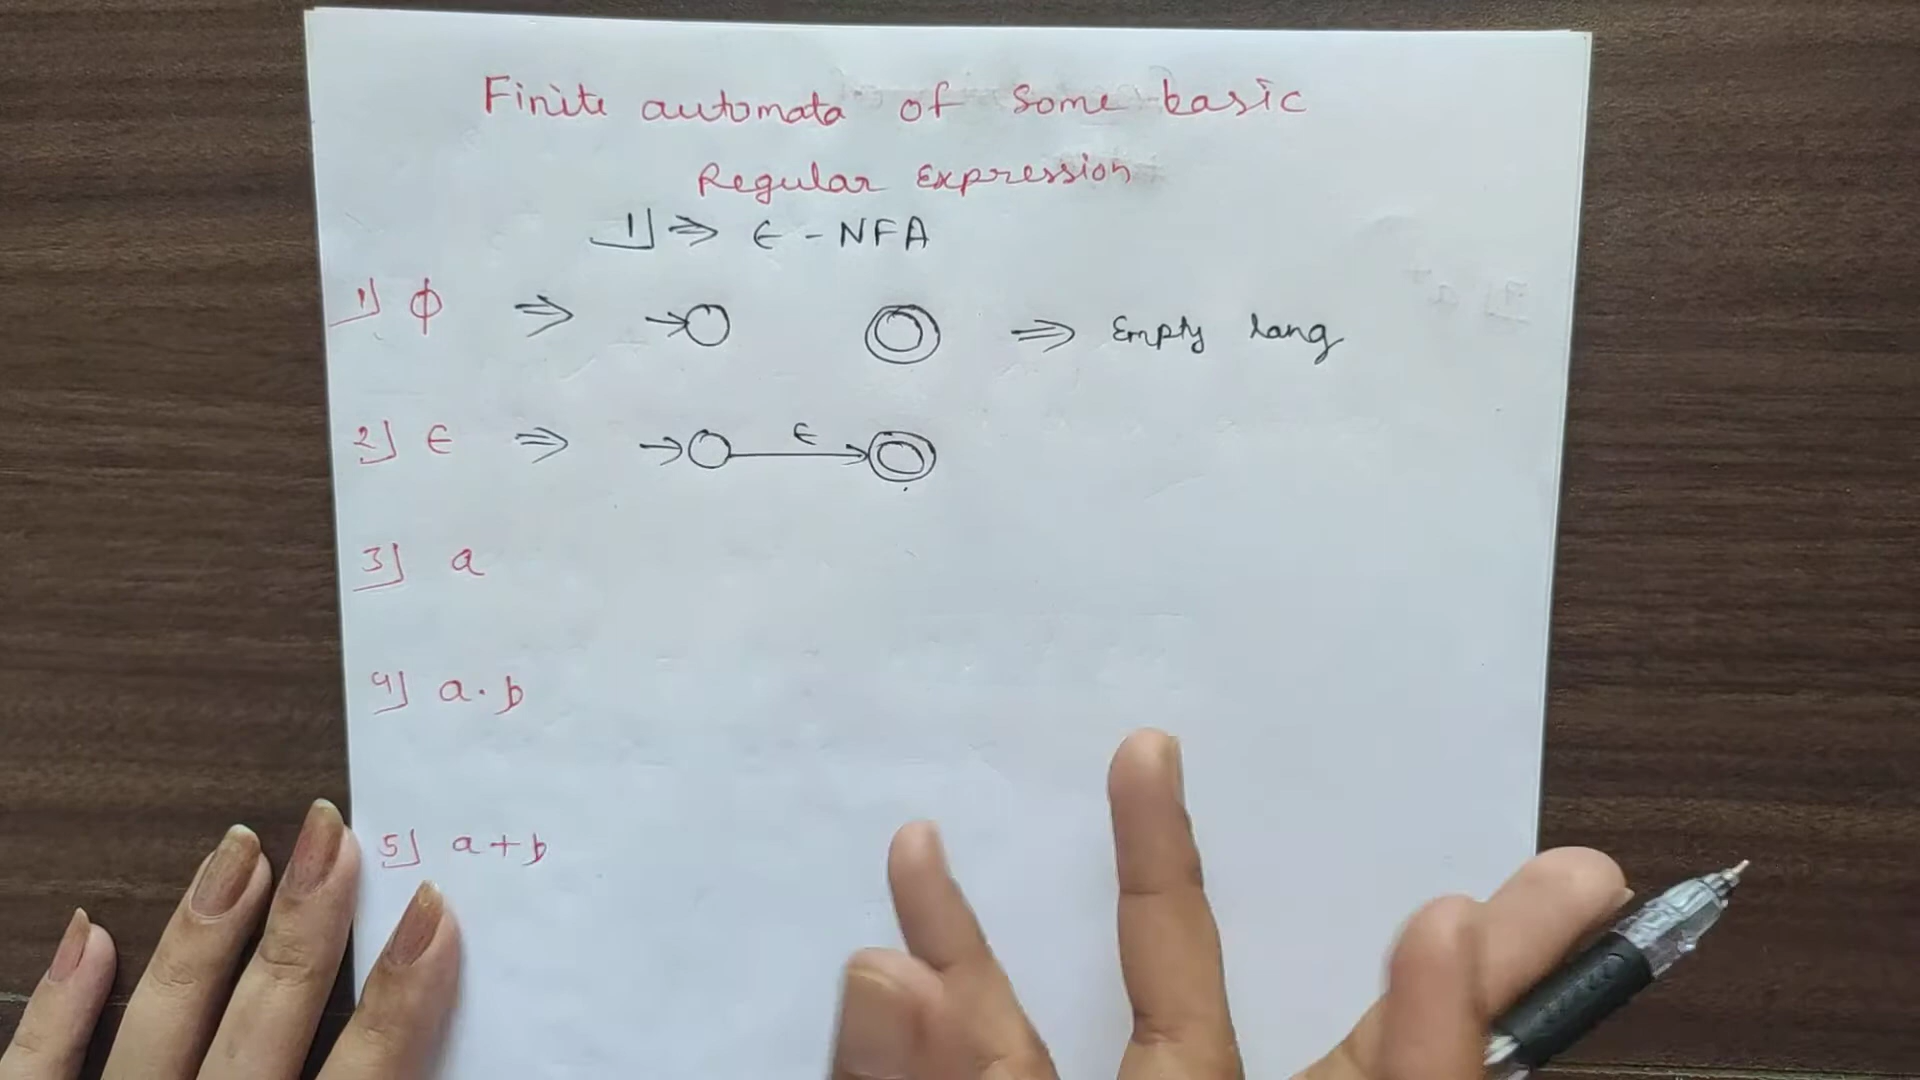 Finite automata of some basic
Regular Expression
1] ⇒ ϵ - NFA
1] ϕ ⇒ → ⇒ Empty lang
2] ϵ ⇒ → ϵ
3] a
4] a . b
5] a + b